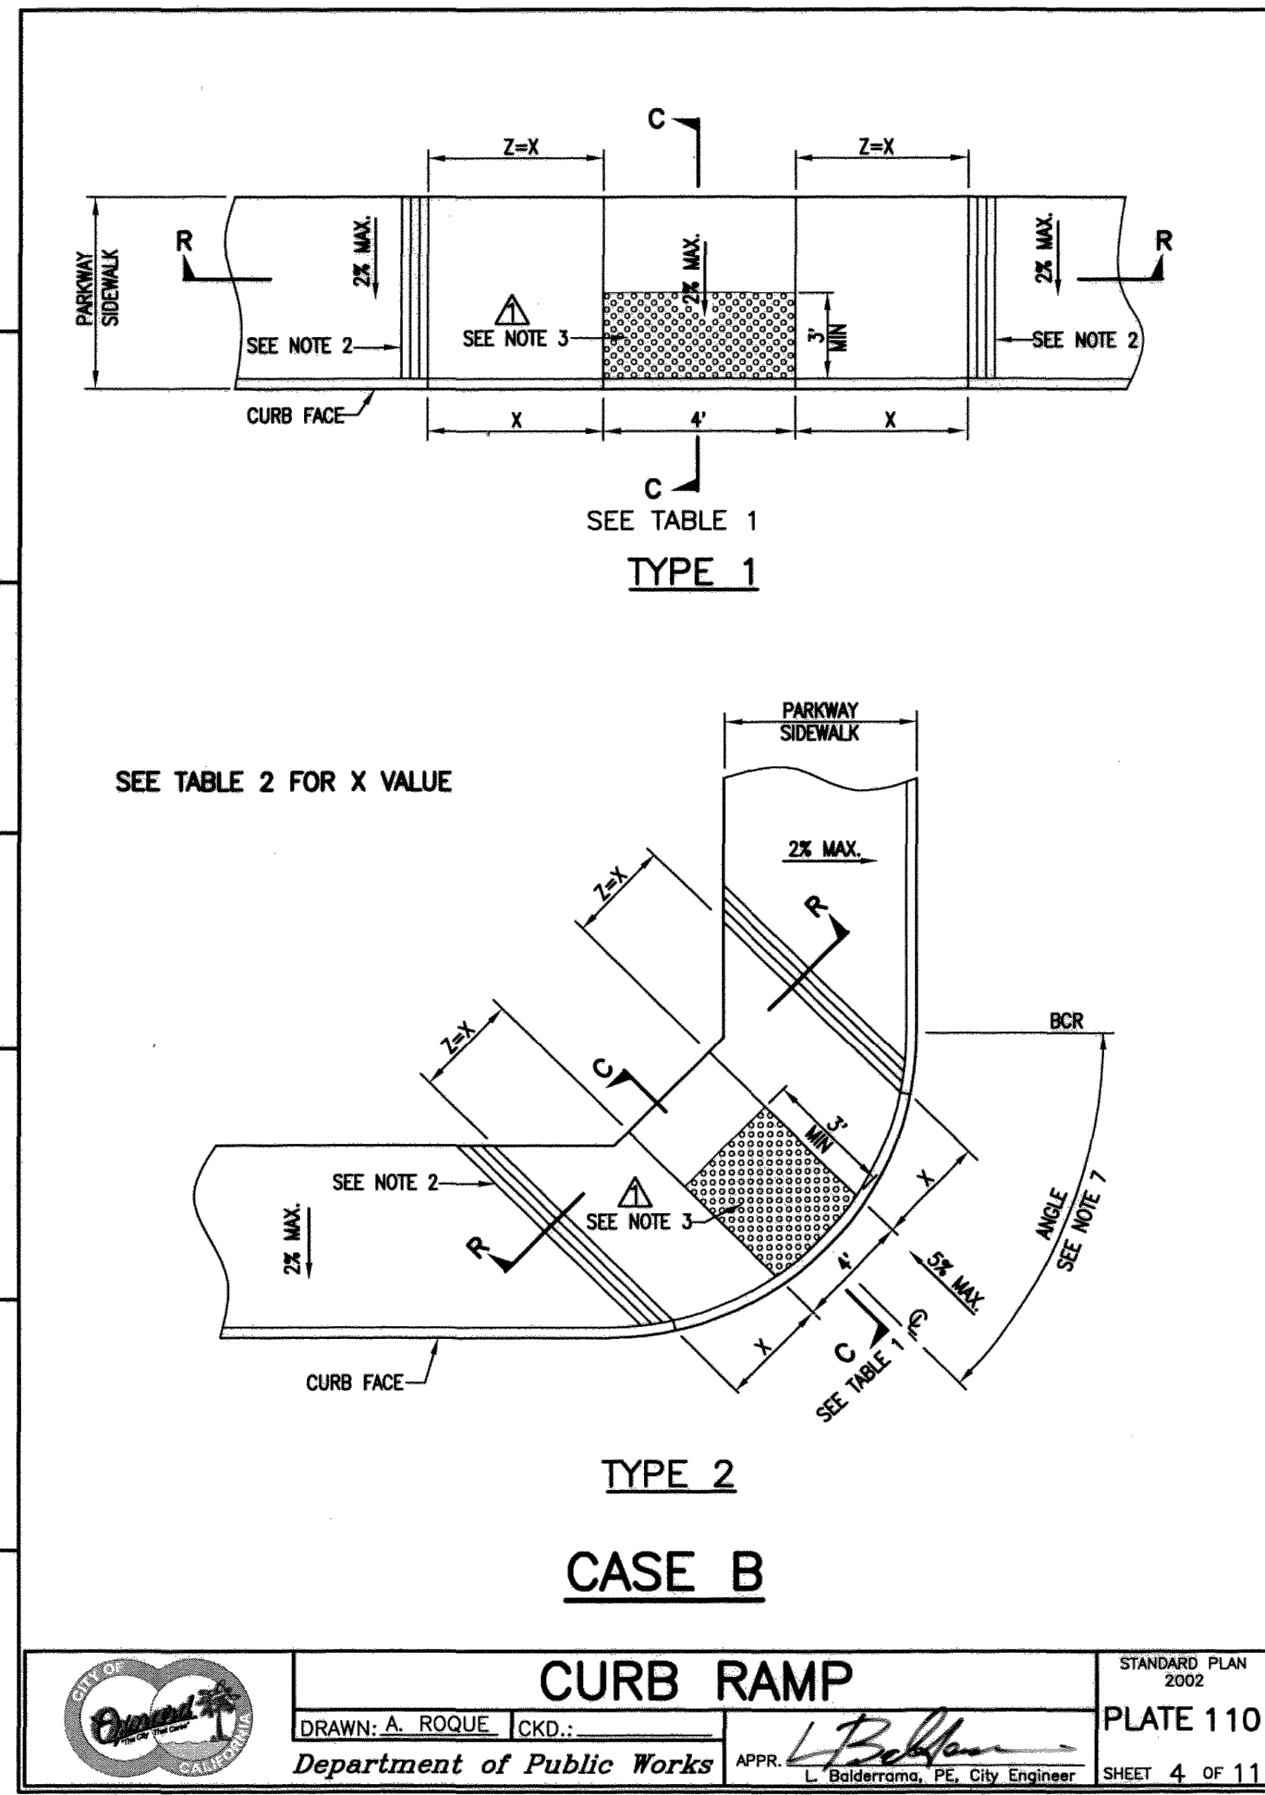 C
Z=X
Z=X
PARKWAY
SIDEWALK
R
2% MAX.
2% MAX.
2% MAX.
R
1
SEE NOTE 2
SEE NOTE 3
3'
MIN
SEE NOTE 2
CURB FACE
X
4'
X
C
SEE TABLE 1
TYPE 1
PARKWAY
SIDEWALK
SEE TABLE 2 FOR X VALUE
2% MAX.
Z=X
R
Z=X
C
BCR
3'
MIN
SEE NOTE 2
1
SEE NOTE 3
X
ANGLE
SEE NOTE 7
2% MAX.
R
4'
5% MAX.
X
C
℄
SEE TABLE 1
CURB FACE
TYPE 2
CASE B
CITY OF
Oxnard
"The City That Cares"
CALIFORNIA
CURB RAMP
DRAWN: A. ROQUE CKD.:
Department of Public Works
APPR.
L. Balderrama, PE, City Engineer
STANDARD PLAN
2002
PLATE 110
SHEET 4 OF 11